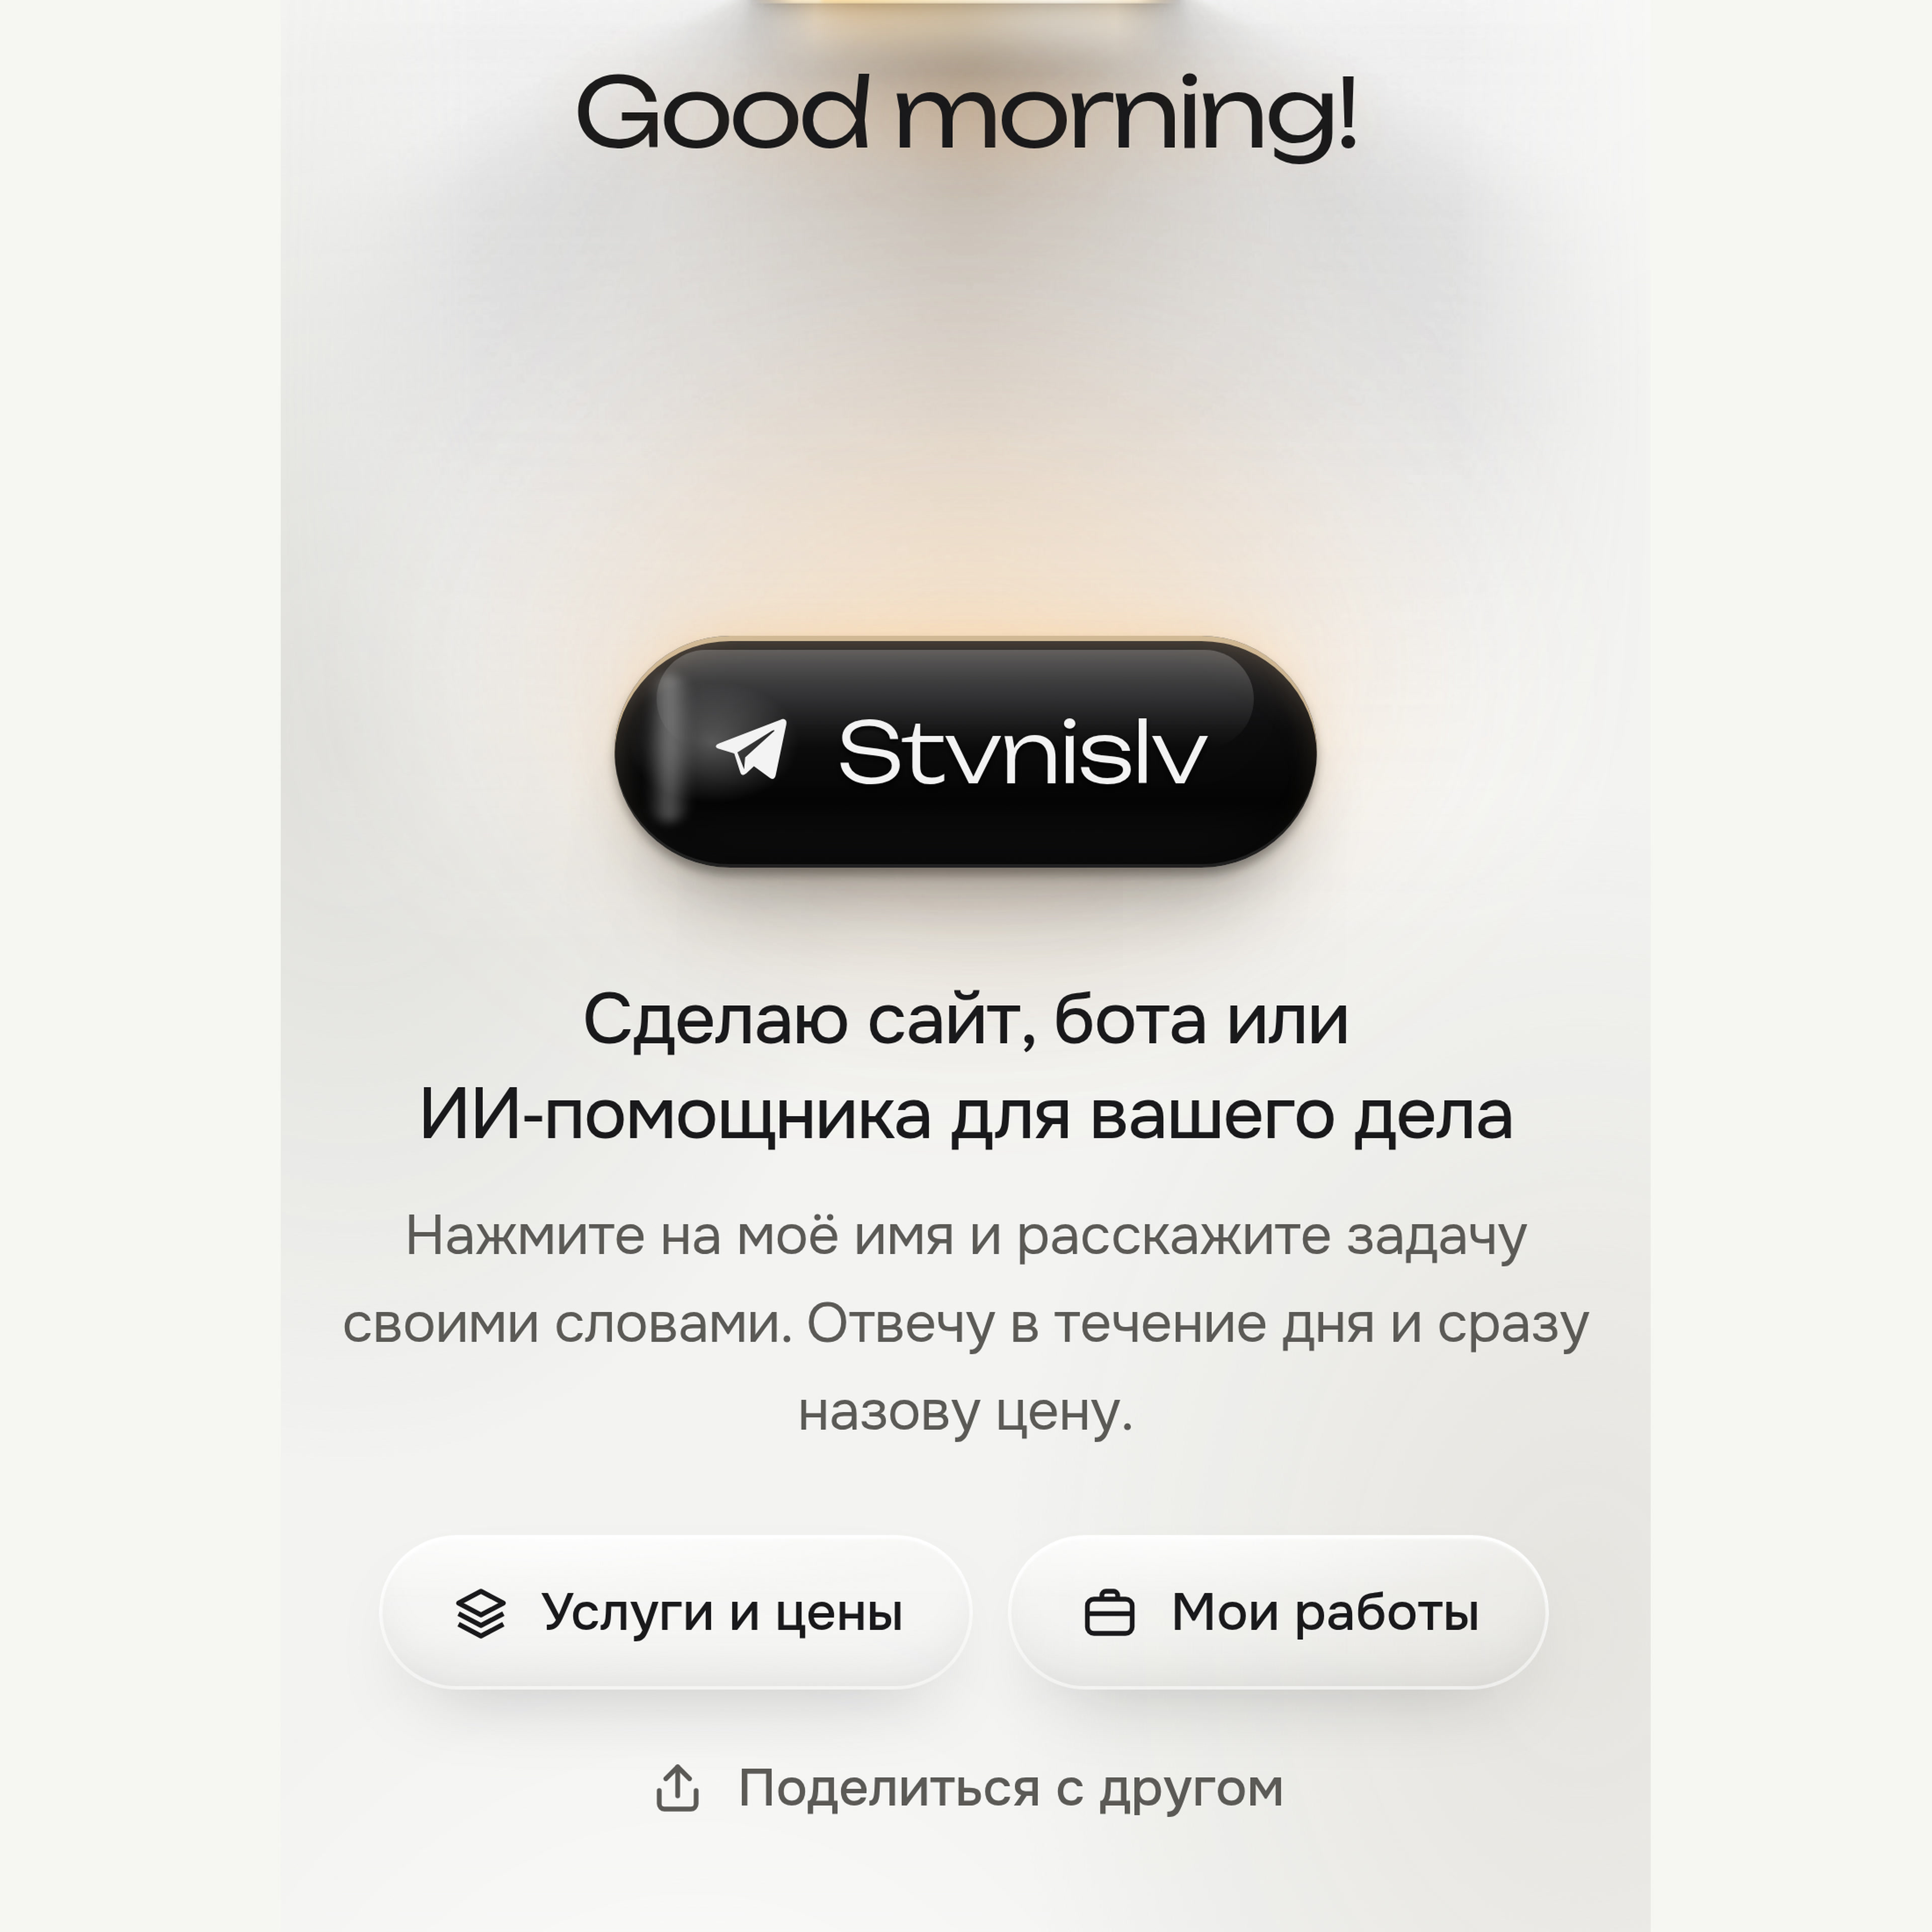 Good morning!
Stvnislv
Сделаю сайт, бота или
ИИ-помощника для вашего дела
Нажмите на моё имя и расскажите задачу
своими словами. Отвечу в течение дня и сразу
назову цену.
Услуги и цены
Мои работы
Поделиться с другом